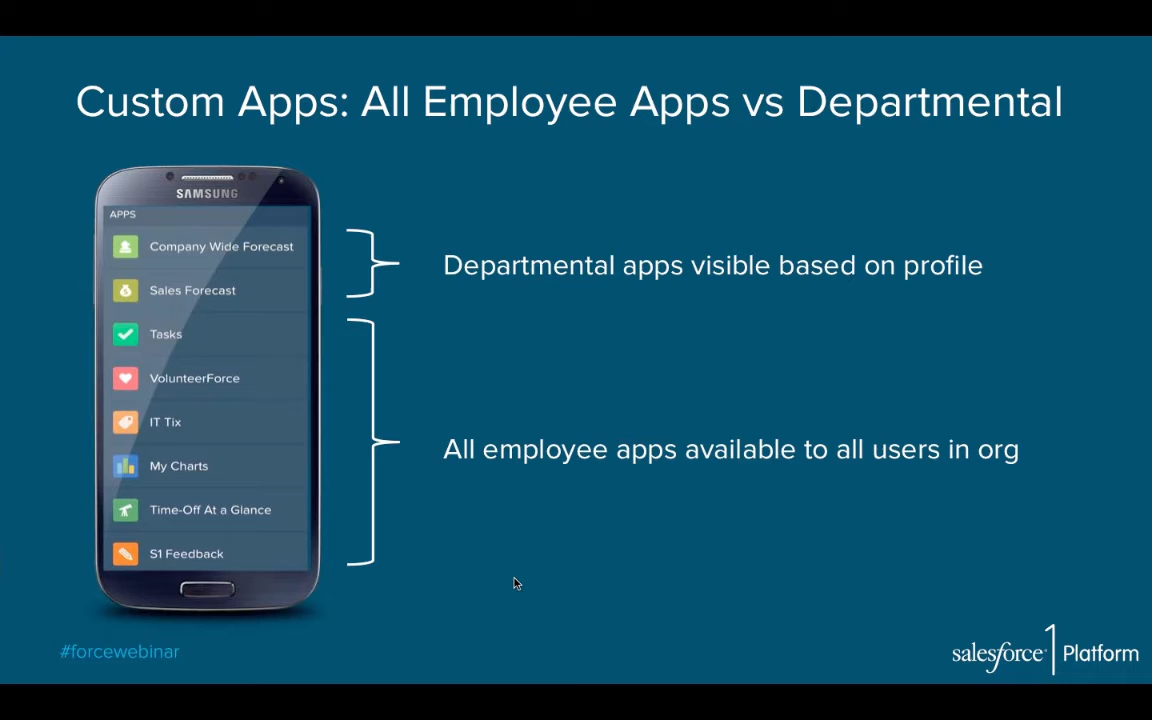 Custom Apps: All Employee Apps vs Departmental
SAMSUNG
APPS
Company Wide Forecast
Sales Forecast
Tasks
VolunteerForce
IT Tix
My Charts
Time-Off At a Glance
S1 Feedback
Departmental apps visible based on profile
All employee apps available to all users in org
#forcewebinar
salesforce1 Platform